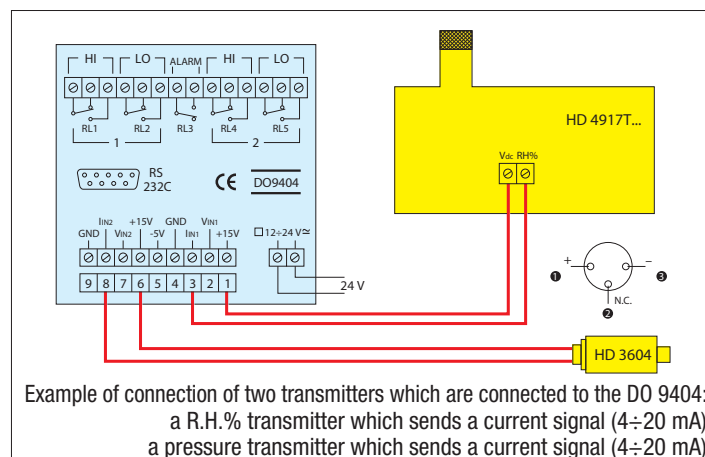 HI LO ALARM HI LO
RL1 RL2 RL3 RL4 RL5
1 2
HD 4917T...
Vdc RH%
RS
232C
CE DO9404
IIN2 +15V GND VIN1
GND VIN2 -5V IIN1 +15V
12÷24 V≃
9 8 7 6 5 4 3 2 1
24 V
+ −
❶ ❸
N.C.
❷
HD 3604
Example of connection of two transmitters which are connected to the DO 9404:
a R.H.% transmitter which sends a current signal (4÷20 mA)
a pressure transmitter which sends a current signal (4÷20 mA)